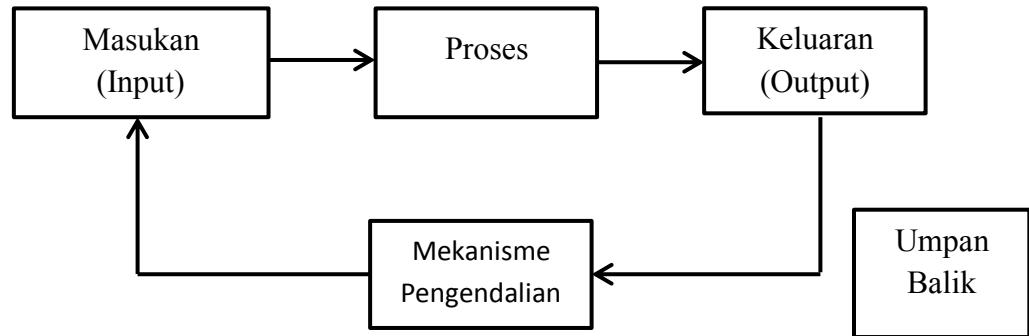 Masukan
(Input)
Proses
Keluaran
(Output)
Mekanisme
Pengendalian
Umpan
Balik